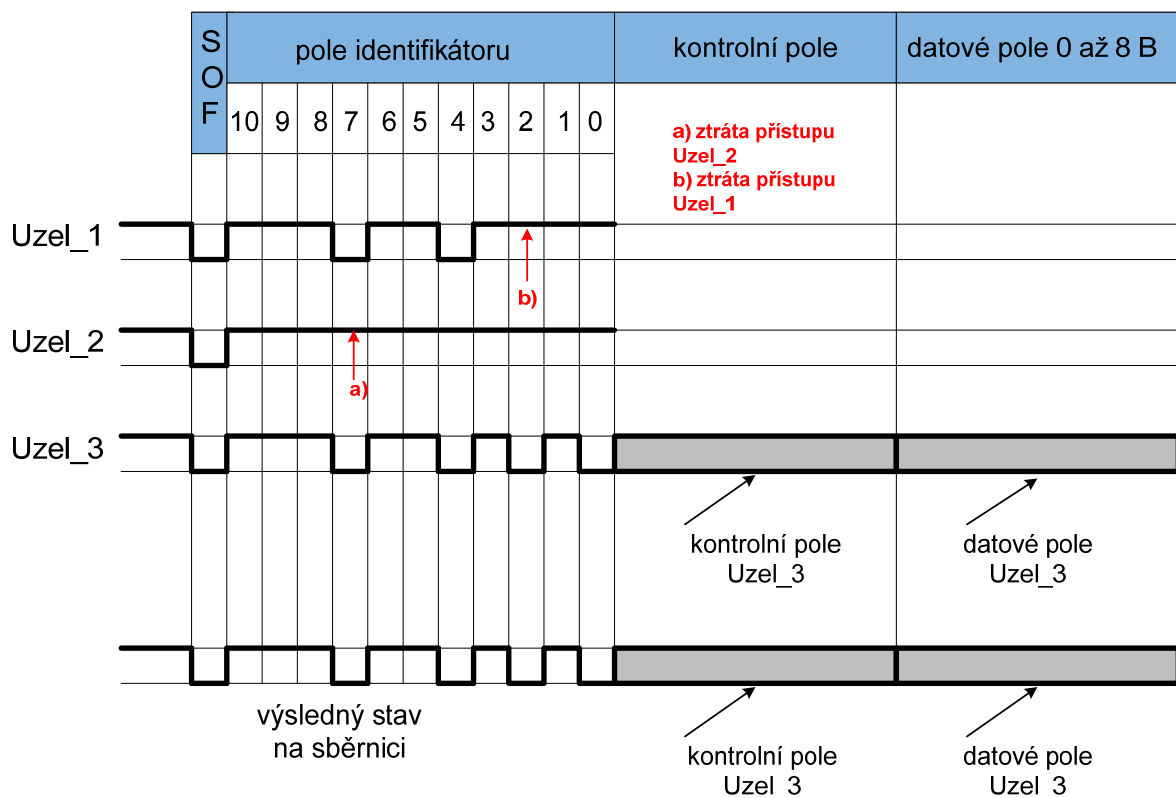 SOF
pole identifikátoru
kontrolní pole
datové pole 0 až 8 B
10 9 8 7 6 5 4 3 2 1 0
a) ztráta přístupu
Uzel_2
b) ztráta přístupu
Uzel_1
Uzel_1
b)
Uzel_2
a)
Uzel_3
kontrolní pole
Uzel_3
datové pole
Uzel_3
výsledný stav
na sběrnici
kontrolní pole
Uzel_3
datové pole
Uzel_3